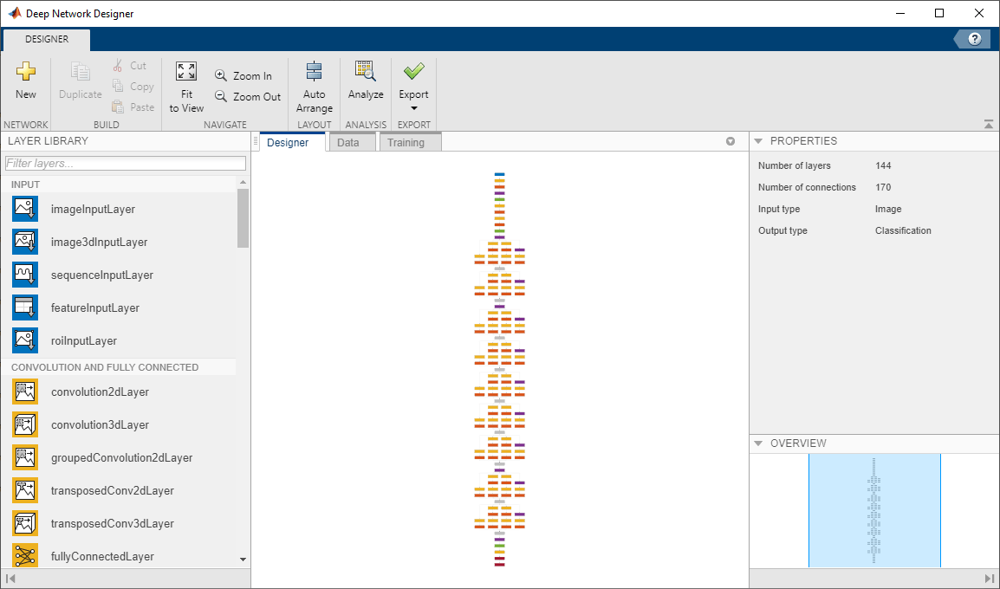 Deep Network Designer
DESIGNER
?
New
Duplicate
Cut
Copy
Paste
Fit
to View
Zoom In
Zoom Out
Auto
Arrange
Analyze
Export
NETWORK
BUILD
NAVIGATE
LAYOUT
ANALYSIS
EXPORT
LAYER LIBRARY
Filter layers...
INPUT
imageInputLayer
image3dInputLayer
sequenceInputLayer
featureInputLayer
roiInputLayer
CONVOLUTION AND FULLY CONNECTED
convolution2dLayer
convolution3dLayer
groupedConvolution2dLayer
transposedConv2dLayer
transposedConv3dLayer
fullyConnectedLayer
Designer
Data
Training
PROPERTIES
Number of layers 144
Number of connections 170
Input type Image
Output type Classification
OVERVIEW